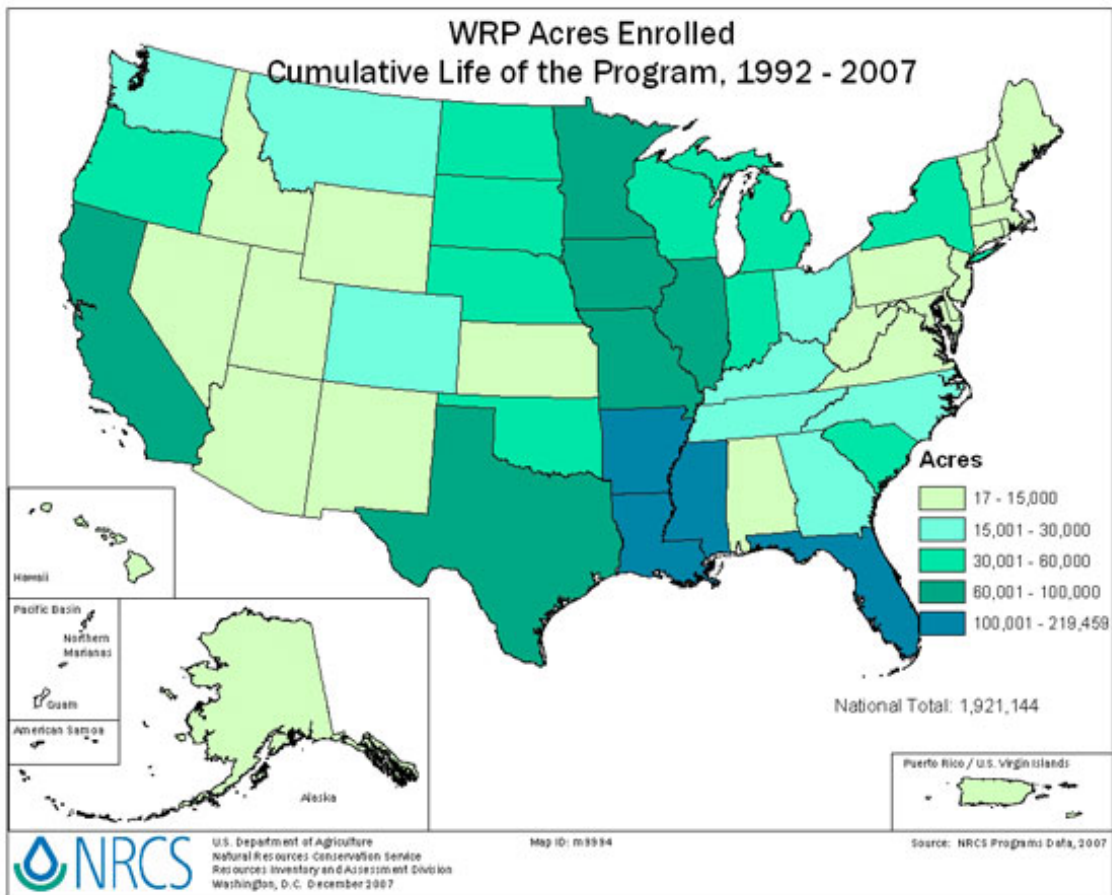 WRP Acres Enrolled
Cumulative Life of the Program, 1992 - 2007
Acres
17 - 15,000
15,001 - 30,000
30,001 - 60,000
60,001 - 100,000
100,001 - 219,459
National Total: 1,921,144
Hawaii
Pacific Basin
Northern
Marianas
Guam
American Samoa
Alaska
Puerto Rico / U.S. Virgin Islands
NRCS
U.S. Department of Agriculture
Natural Resources Conservation Service
Resources Inventory and Assessment Division
Washington, D.C. December 2007
Map ID: m9994
Source: NRCS Programs Data, 2007